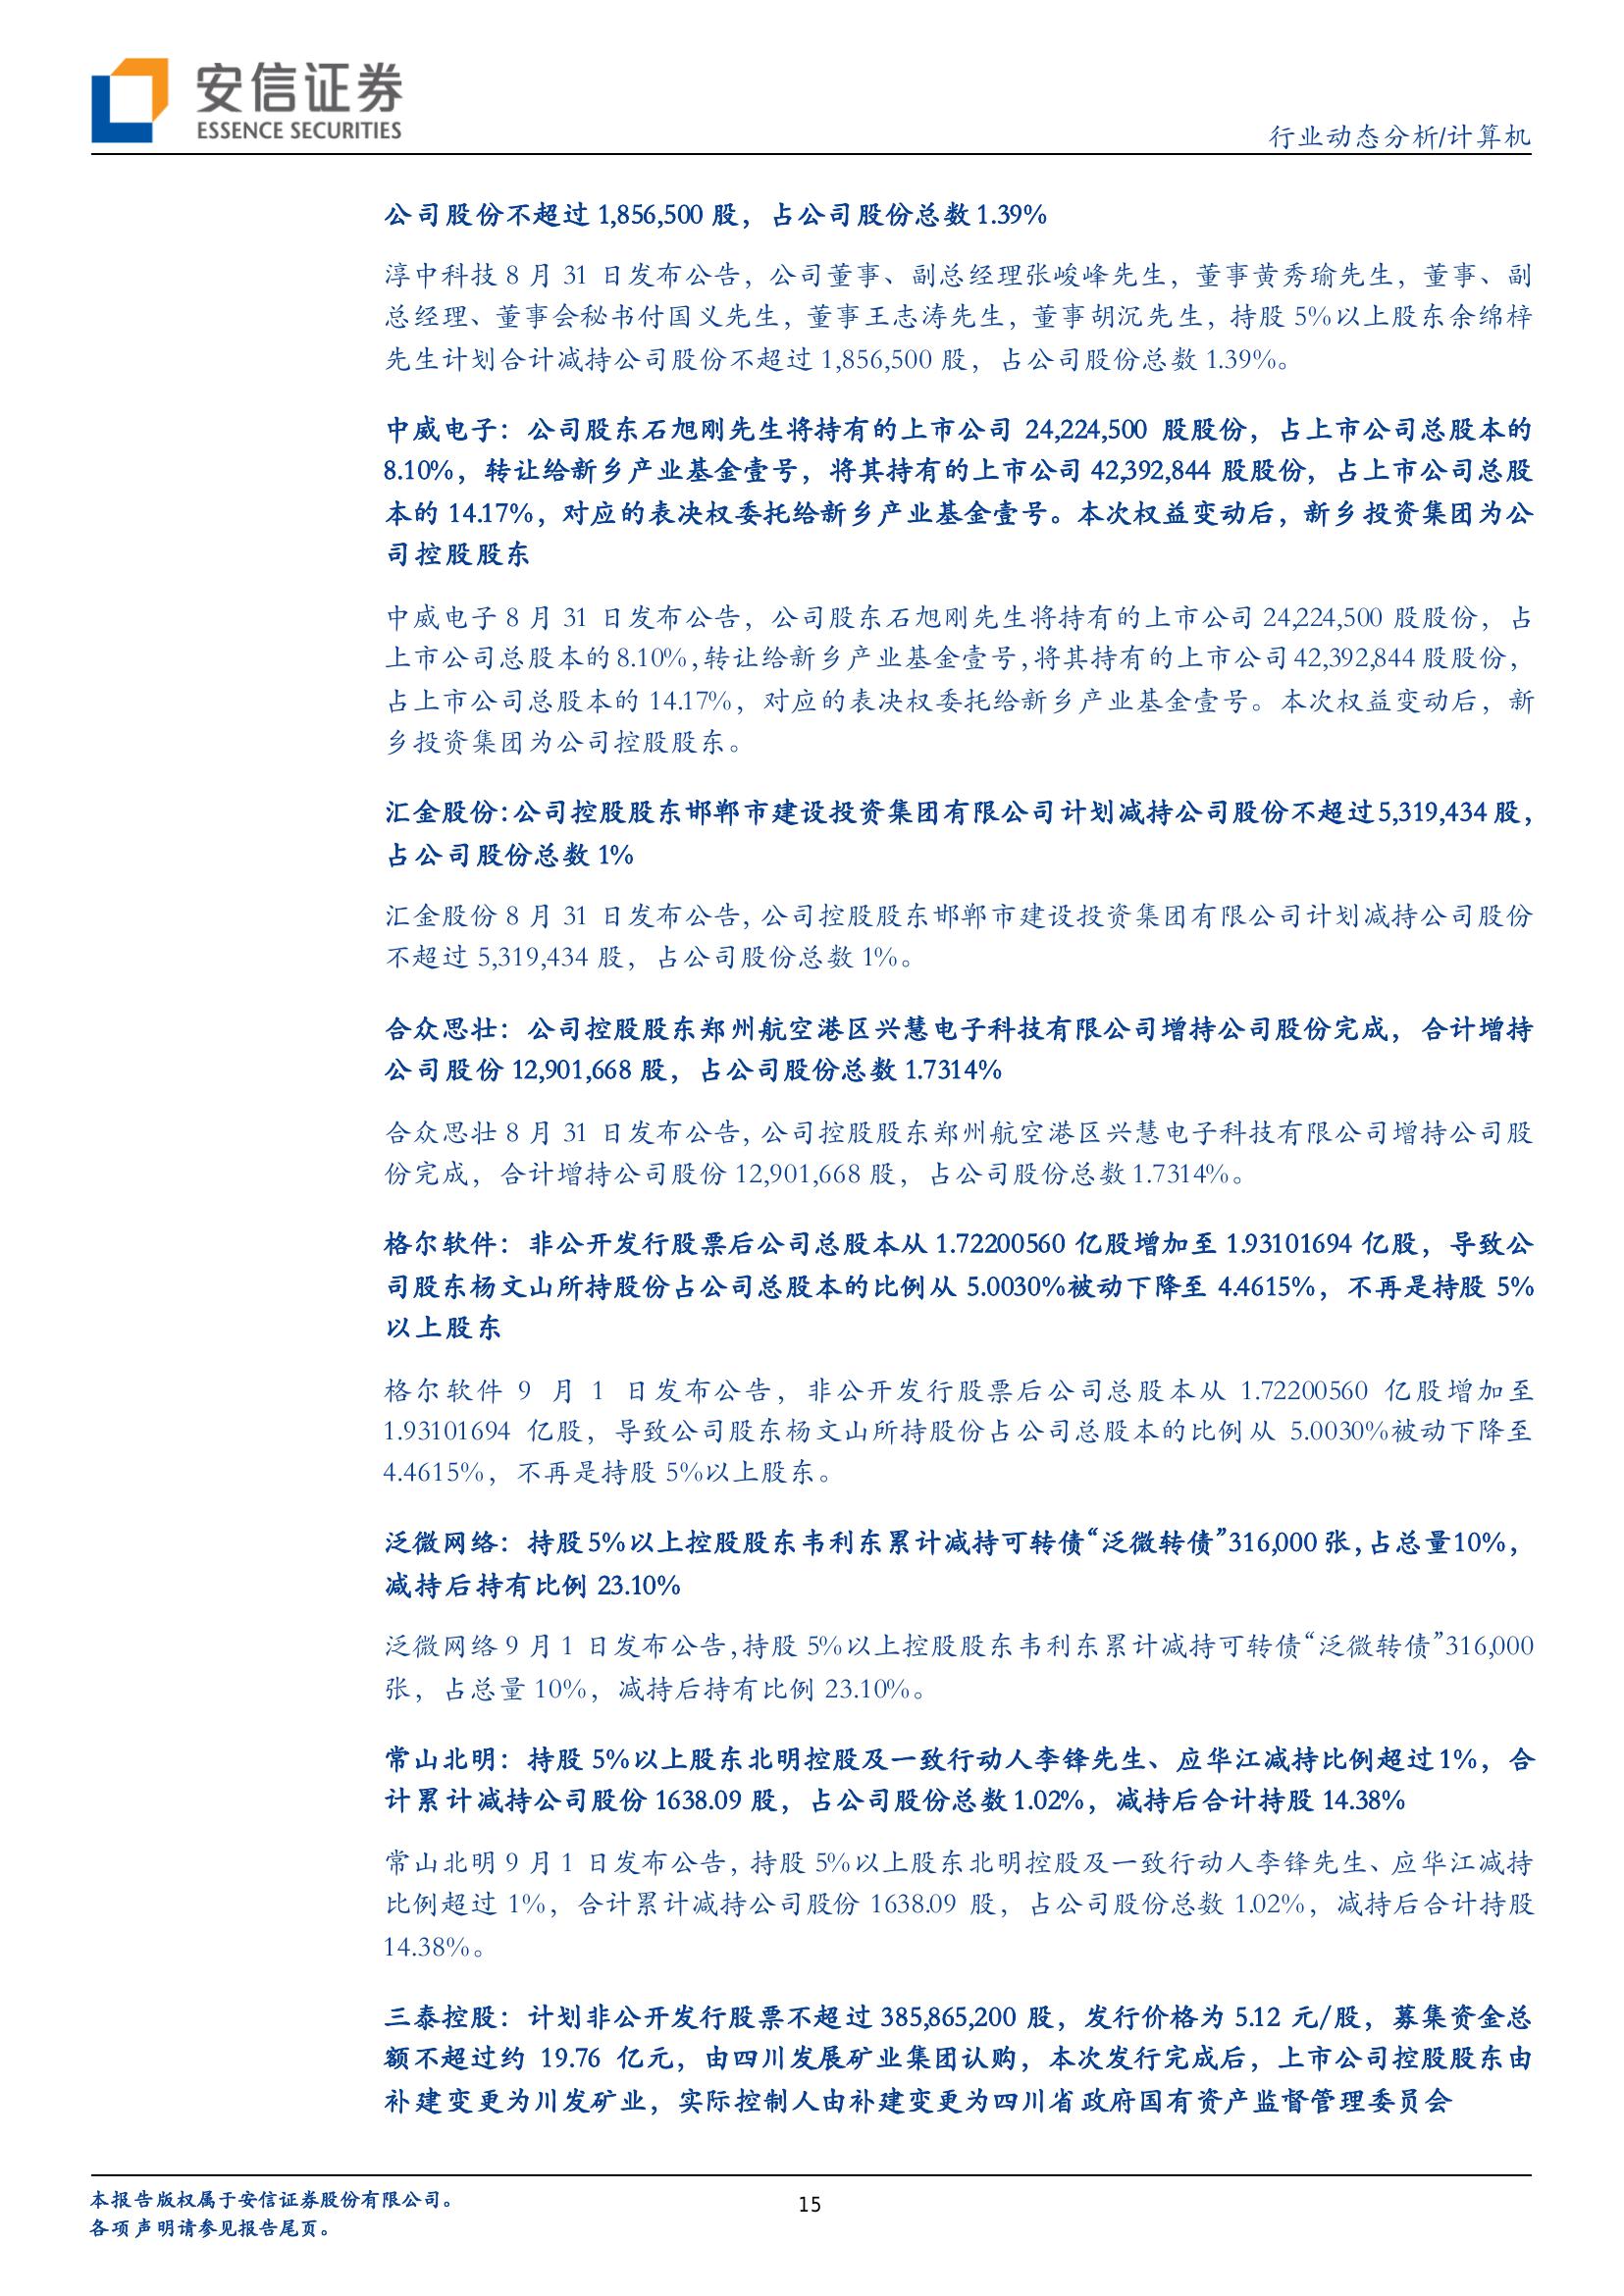 安信证券
ESSENCE SECURITIES
行业动态分析/计算机
公司股份不超过 1,856,500 股，占公司股份总数 1.39%
淳中科技 8 月 31 日发布公告，公司董事、副总经理张峻峰先生，董事黄秀瑜先生，董事、副
总经理、董事会秘书付国义先生，董事王志涛先生，董事胡沉先生，持股 5%以上股东余绵梓
先生计划合计减持公司股份不超过 1,856,500 股，占公司股份总数 1.39%。
中威电子：公司股东石旭刚先生将持有的上市公司 24,224,500 股股份，占上市公司总股本的
8.10%，转让给新乡产业基金壹号，将其持有的上市公司 42,392,844 股股份，占上市公司总股
本的 14.17%，对应的表决权委托给新乡产业基金壹号。本次权益变动后，新乡投资集团为公
司控股股东
中威电子 8 月 31 日发布公告，公司股东石旭刚先生将持有的上市公司 24,224,500 股股份，占
上市公司总股本的 8.10%，转让给新乡产业基金壹号，将其持有的上市公司 42,392,844 股股份，
占上市公司总股本的 14.17%，对应的表决权委托给新乡产业基金壹号。本次权益变动后，新
乡投资集团为公司控股股东。
汇金股份：公司控股股东邯郸市建设投资集团有限公司计划减持公司股份不超过 5,319,434 股，
占公司股份总数 1%
汇金股份 8 月 31 日发布公告，公司控股股东邯郸市建设投资集团有限公司计划减持公司股份
不超过 5,319,434 股，占公司股份总数 1%。
合众思壮：公司控股股东郑州航空港区兴慧电子科技有限公司增持公司股份完成，合计增持
公司股份 12,901,668 股，占公司股份总数 1.7314%
合众思壮 8 月 31 日发布公告，公司控股股东郑州航空港区兴慧电子科技有限公司增持公司股
份完成，合计增持公司股份 12,901,668 股，占公司股份总数 1.7314%。
格尔软件：非公开发行股票后公司总股本从 1.72200560 亿股增加至 1.93101694 亿股，导致公
司股东杨文山所持股份占公司总股本的比例从 5.0030%被动下降至 4.4615%，不再是持股 5%
以上股东
格尔软件 9 月 1 日发布公告，非公开发行股票后公司总股本从 1.72200560 亿股增加至
1.93101694 亿股，导致公司股东杨文山所持股份占公司总股本的比例从 5.0030%被动下降至
4.4615%，不再是持股 5%以上股东。
泛微网络：持股 5%以上控股股东韦利东累计减持可转债“泛微转债”316,000 张，占总量 10%，
减持后持有比例 23.10%
泛微网络 9 月 1 日发布公告，持股 5%以上控股股东韦利东累计减持可转债“泛微转债”316,000
张，占总量 10%，减持后持有比例 23.10%。
常山北明：持股 5%以上股东北明控股及一致行动人李锋先生、应华江减持比例超过 1%，合
计累计减持公司股份 1638.09 股，占公司股份总数 1.02%，减持后合计持股 14.38%
常山北明 9 月 1 日发布公告，持股 5%以上股东北明控股及一致行动人李锋先生、应华江减持
比例超过 1%，合计累计减持公司股份 1638.09 股，占公司股份总数 1.02%，减持后合计持股
14.38%。
三泰控股：计划非公开发行股票不超过 385,865,200 股，发行价格为 5.12 元/股，募集资金总
额不超过约 19.76 亿元，由四川发展矿业集团认购，本次发行完成后，上市公司控股股东由
补建变更为川发矿业，实际控制人由补建变更为四川省政府国有资产监督管理委员会
本报告版权属于安信证券股份有限公司。
各项声明请参见报告尾页。
15